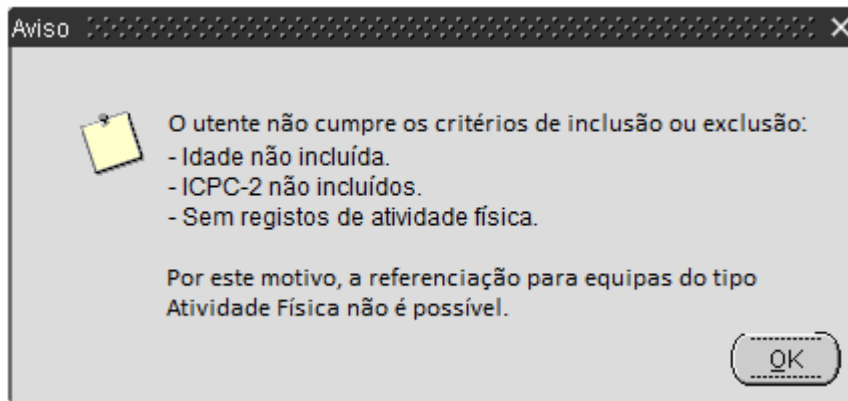 Aviso
O utente não cumpre os critérios de inclusão ou exclusão:
- Idade não incluída.
- ICPC-2 não incluídos.
- Sem registos de atividade física.
Por este motivo, a referenciação para equipas do tipo
Atividade Física não é possível.
OK